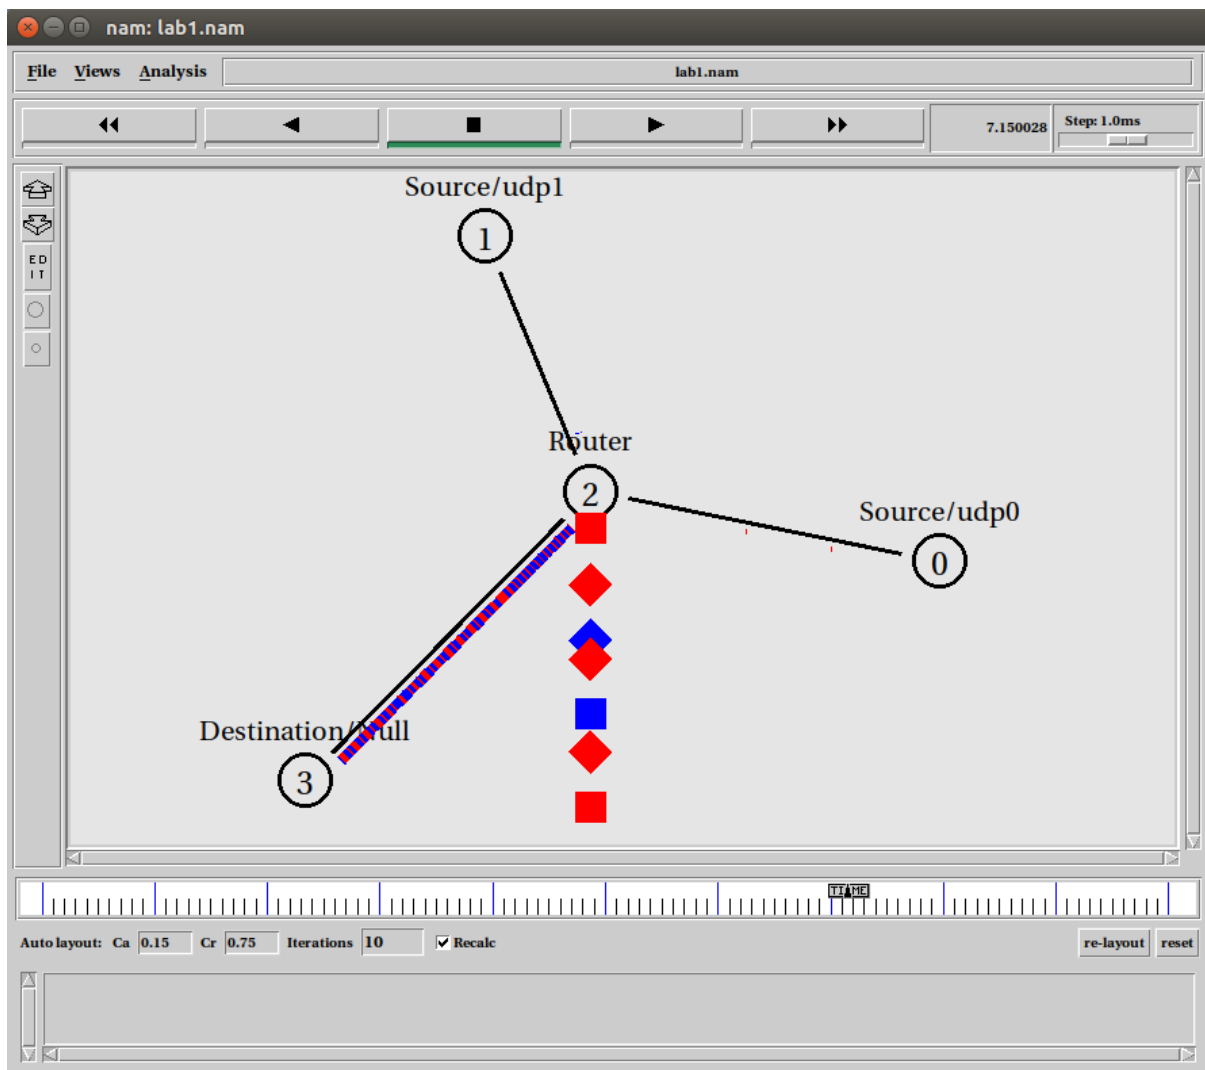 nam: lab1.nam
File Views Analysis lab1.nam
7.150028 Step: 1.0ms
E D
I T
Source/udp1
1
Router
2
Source/udp0
0
Destination/Null
3
TIME
Auto layout: Ca 0.15 Cr 0.75 Iterations 10 Recalc re-layout reset